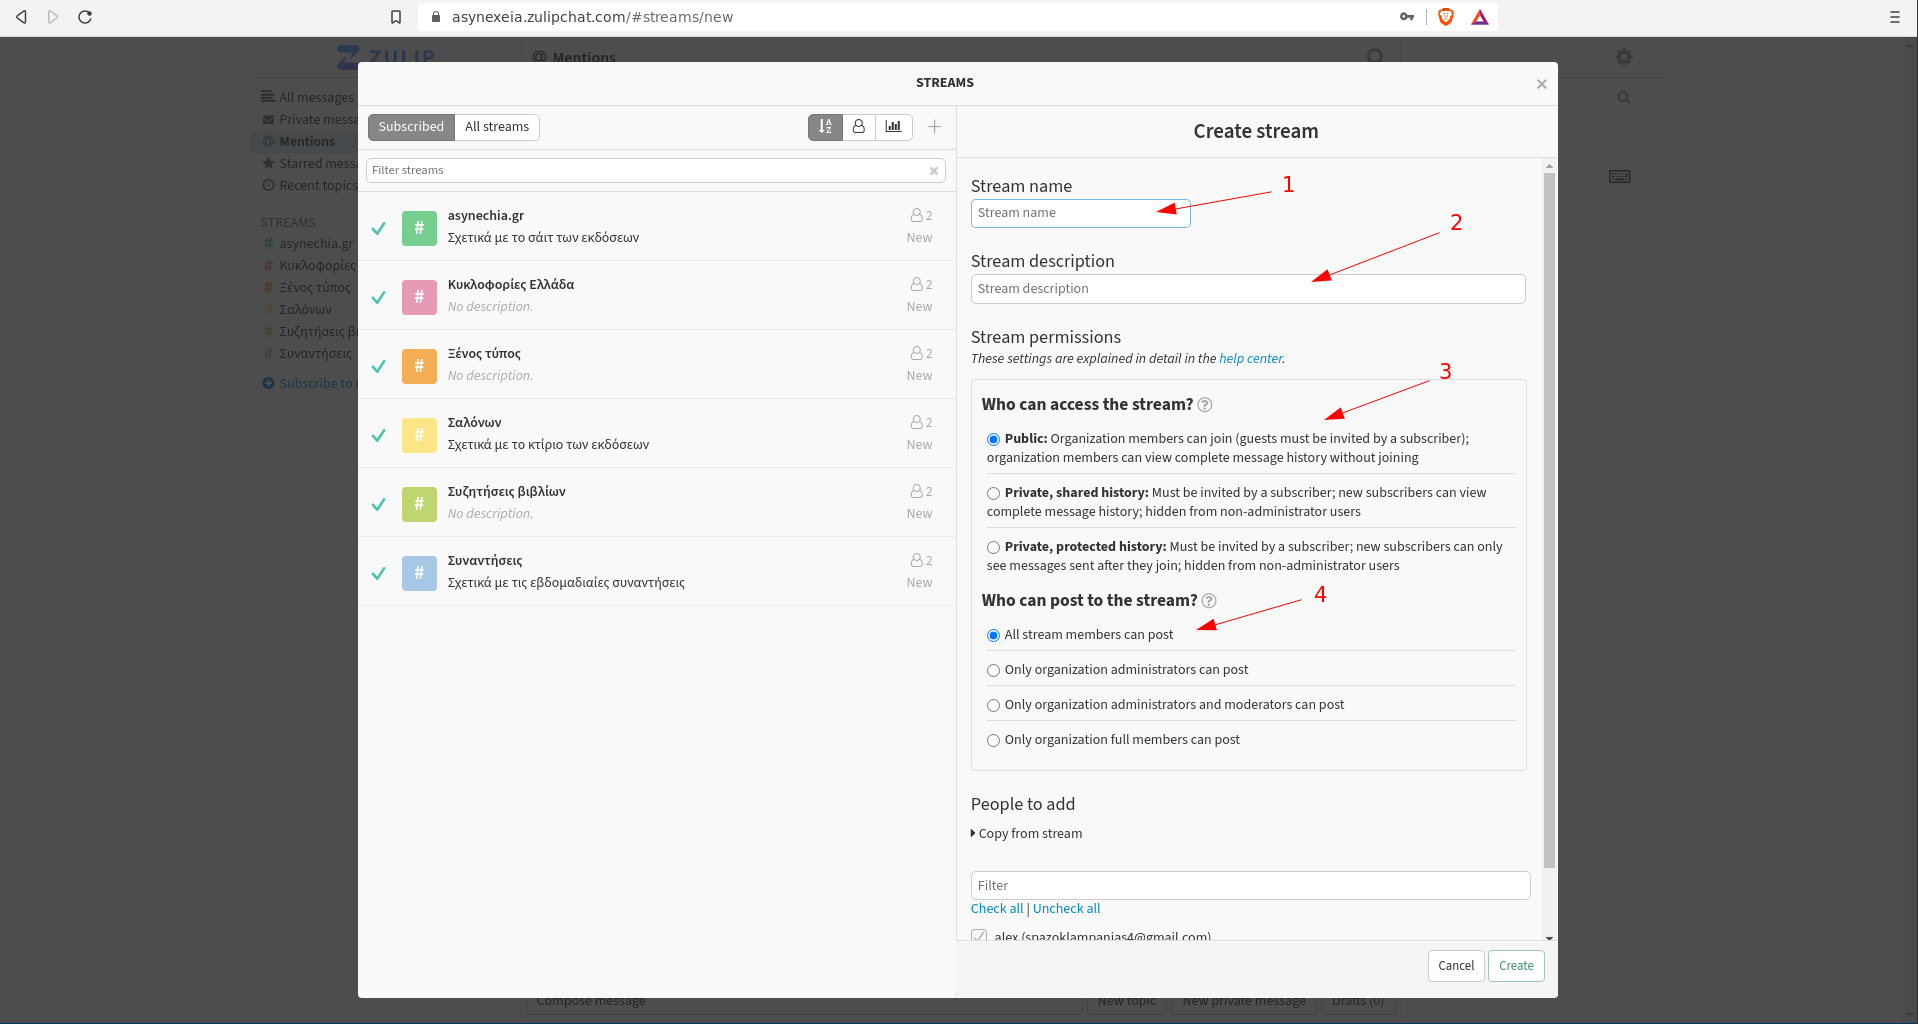 asynexeia.zulipchat.com/#streams/new
ZULIP
@ Mentions
All messages
Private messa
@ Mentions
Starred mess
Recent topics
STREAMS
# asynechia.gr
# Κυκλοφορίες
# Ξένος τύπος
# Σαλόνων
# Συζητήσεις βι
# Συναντήσεις
Subscribe to
STREAMS
×
Subscribed
All streams
A
Z
+
Filter streams
# asynechia.gr 2
Σχετικά με το σάιτ των εκδόσεων New
# Κυκλοφορίες Ελλάδα 2
No description. New
# Ξένος τύπος 2
No description. New
# Σαλόνων 2
Σχετικά με το κτίριο των εκδόσεων New
# Συζητήσεις βιβλίων 2
No description. New
# Συναντήσεις 2
Σχετικά με τις εβδομαδιαίες συναντήσεις New
Create stream
Stream name
1
Stream name
2
Stream description
Stream description
Stream permissions
These settings are explained in detail in the help center.
3
Who can access the stream? ?
Public: Organization members can join (guests must be invited by a subscriber);
organization members can view complete message history without joining
Private, shared history: Must be invited by a subscriber; new subscribers can view
complete message history; hidden from non-administrator users
Private, protected history: Must be invited by a subscriber; new subscribers can only
see messages sent after they join; hidden from non-administrator users
4
Who can post to the stream? ?
All stream members can post
Only organization administrators can post
Only organization administrators and moderators can post
Only organization full members can post
People to add
Copy from stream
Filter
Check all | Uncheck all
alex (spazoklampanias4@gmail.com)
Cancel
Create
Compose message
New topic
New private message
Drafts (0)